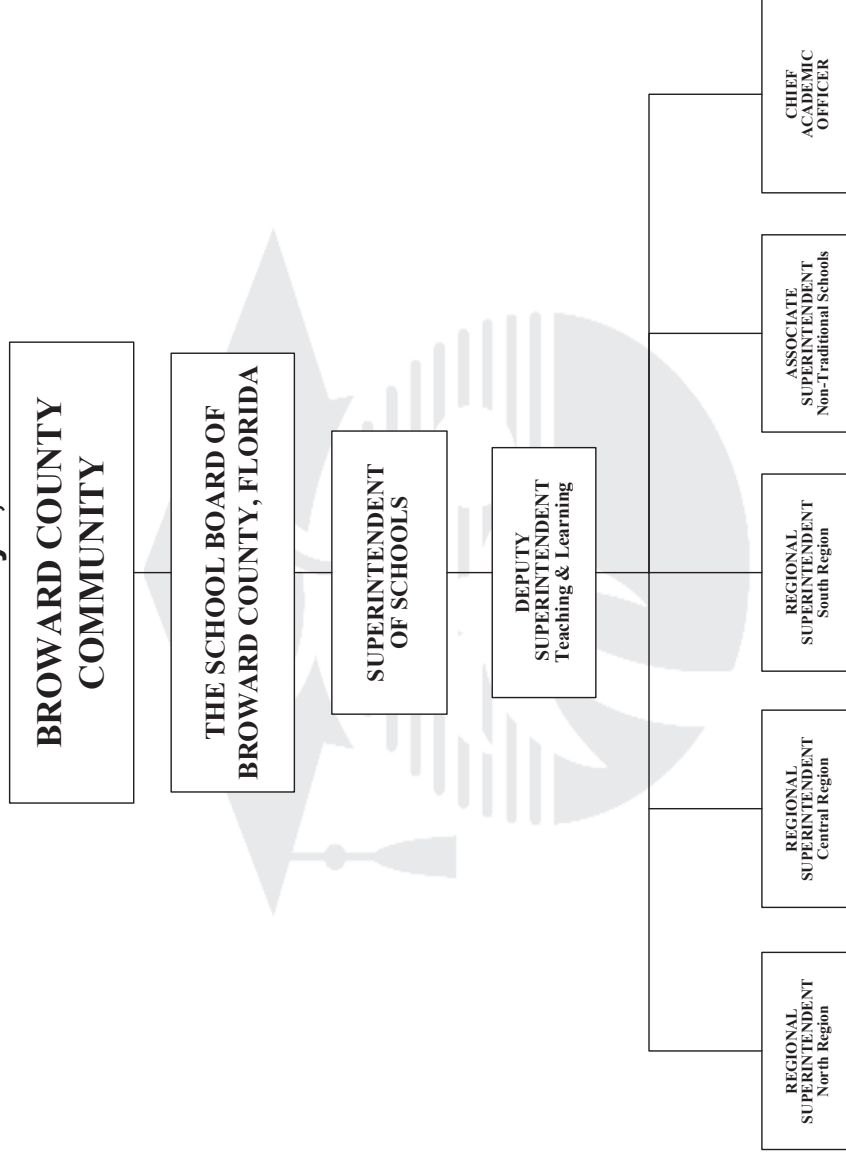 BROWARD COUNTY
COMMUNITY
THE SCHOOL BOARD OF
BROWARD COUNTY, FLORIDA
SUPERINTENDENT
OF SCHOOLS
DEPUTY
SUPERINTENDENT
Teaching & Learning
REGIONAL
SUPERINTENDENT
North Region
REGIONAL
SUPERINTENDENT
Central Region
REGIONAL
SUPERINTENDENT
South Region
ASSOCIATE
SUPERINTENDENT
Non-Traditional Schools
CHIEF
ACADEMIC
OFFICER